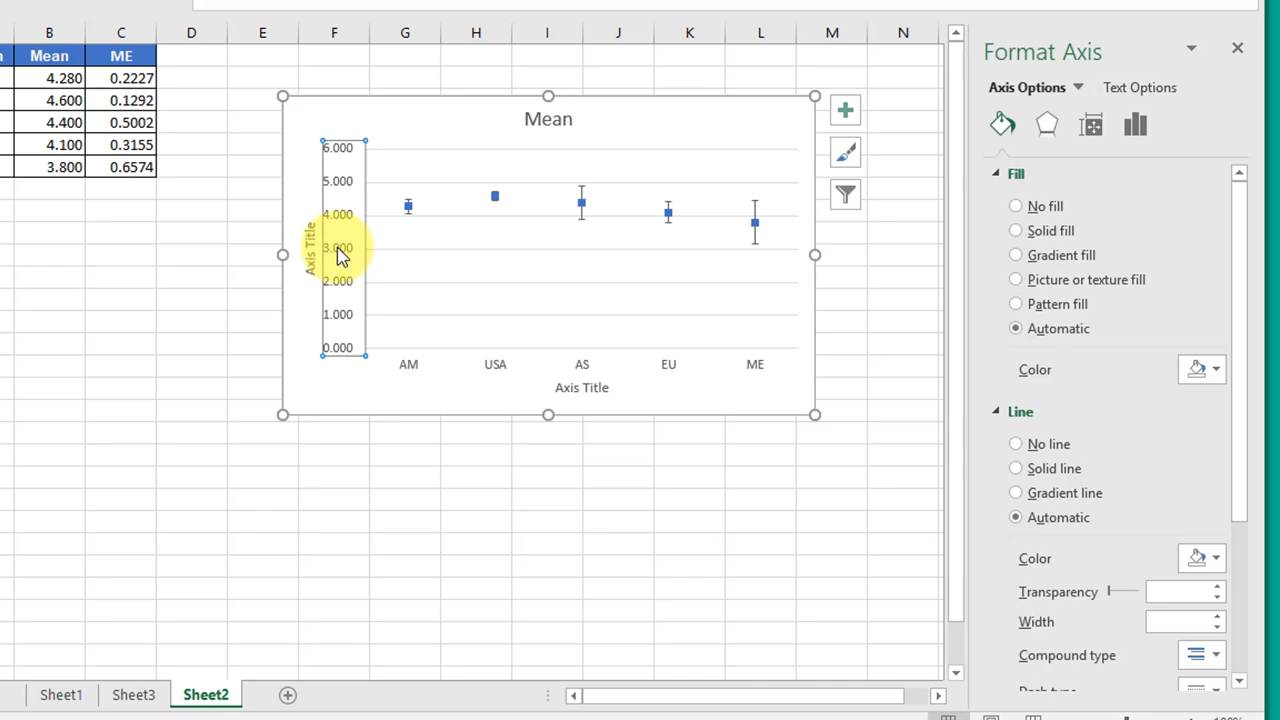 B C D E F G H I J K L M N
Mean ME
4.280 0.2227
4.600 0.1292
4.400 0.5002
4.100 0.3155
3.800 0.6574
Mean
6.000
5.000
4.000
3.000
2.000
1.000
0.000
Axis Title
AM USA AS EU ME
Axis Title
Format Axis
Axis Options Text Options
Fill
No fill
Solid fill
Gradient fill
Picture or texture fill
Pattern fill
Automatic
Color
Line
No line
Solid line
Gradient line
Automatic
Color
Transparency
Width
Compound type
Sheet1 Sheet3 Sheet2